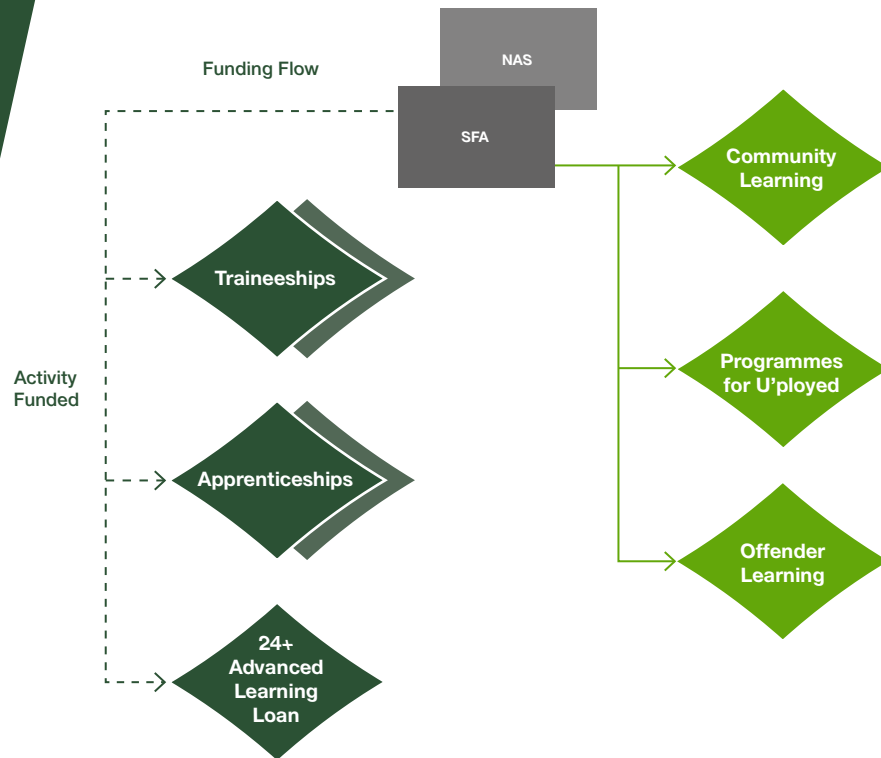 NAS
Funding Flow
SFA
Community
Learning
Traineeships
Programmes
for U'ployed
Activity
Funded
Apprenticeships
Offender
Learning
24+
Advanced
Learning
Loan